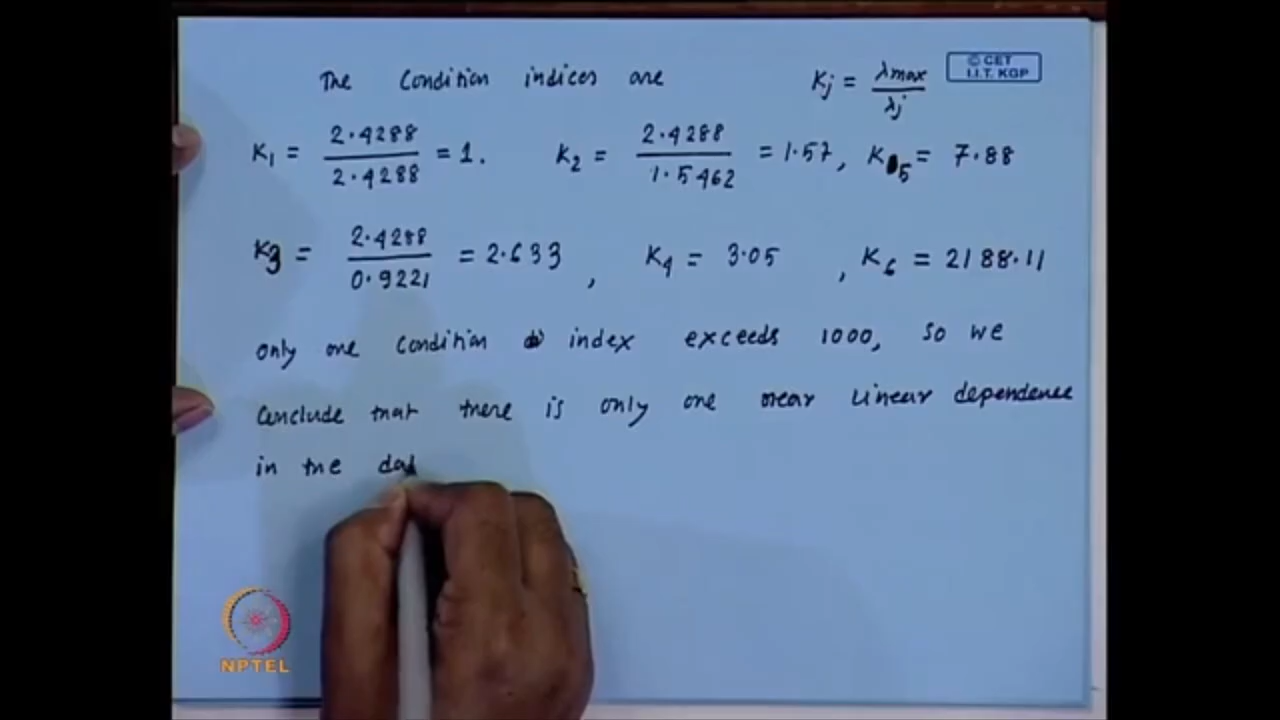 The Condition indices are
Kj = λmax / λj
© CET
I.I.T. KGP
K1 = 2.4288 / 2.4288 = 1. K2 = 2.4288 / 1.5462 = 1.57, K5 = 7.88
K3 = 2.4288 / 0.9221 = 2.633, K4 = 3.05, K6 = 2188.11
only one condition index exceeds 1000, so we
conclude that there is only one near linear dependence
in the dat
NPTEL